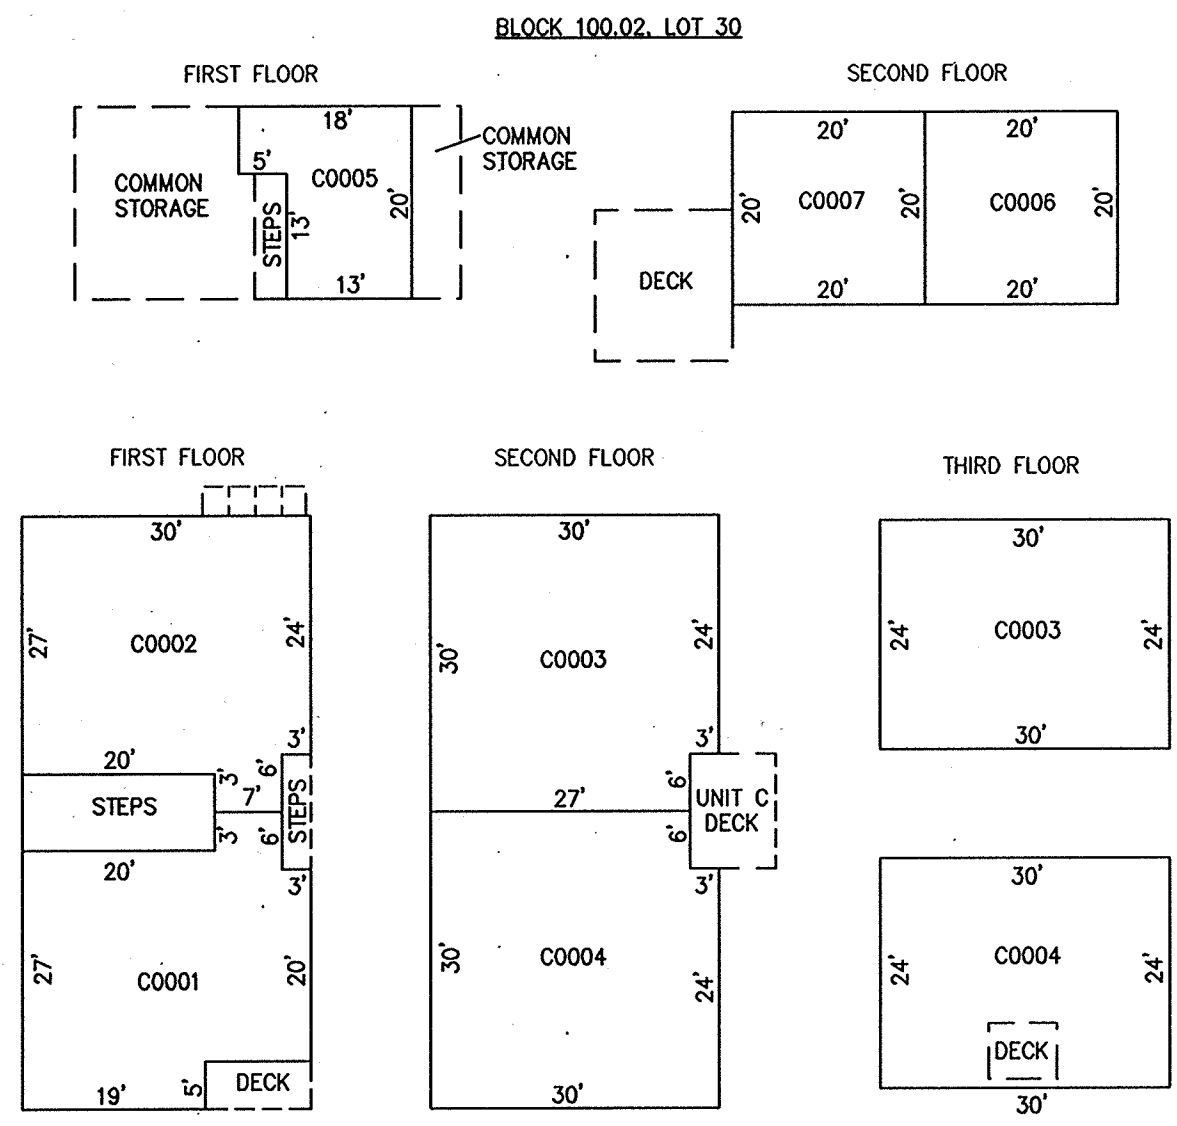 BLOCK 100.02, LOT 30
FIRST FLOOR
18'
5'
C0005
COMMON
STORAGE
STEPS
13'
20'
13'
COMMON
STORAGE
SECOND FLOOR
20'
20'
20'
C0007
20'
C0006
20'
DECK
20'
20'
FIRST FLOOR
30'
27'
C0002
24'
20'
3'
6'
3'
STEPS
7'
STEPS
3'
6'
20'
3'
27'
C0001
20'
19'
5'
DECK
SECOND FLOOR
30'
30'
C0003
24'
3'
6'
27'
UNIT C
DECK
6'
3'
30'
C0004
24'
30'
THIRD FLOOR
30'
24'
C0003
24'
30'
30'
24'
C0004
24'
DECK
30'